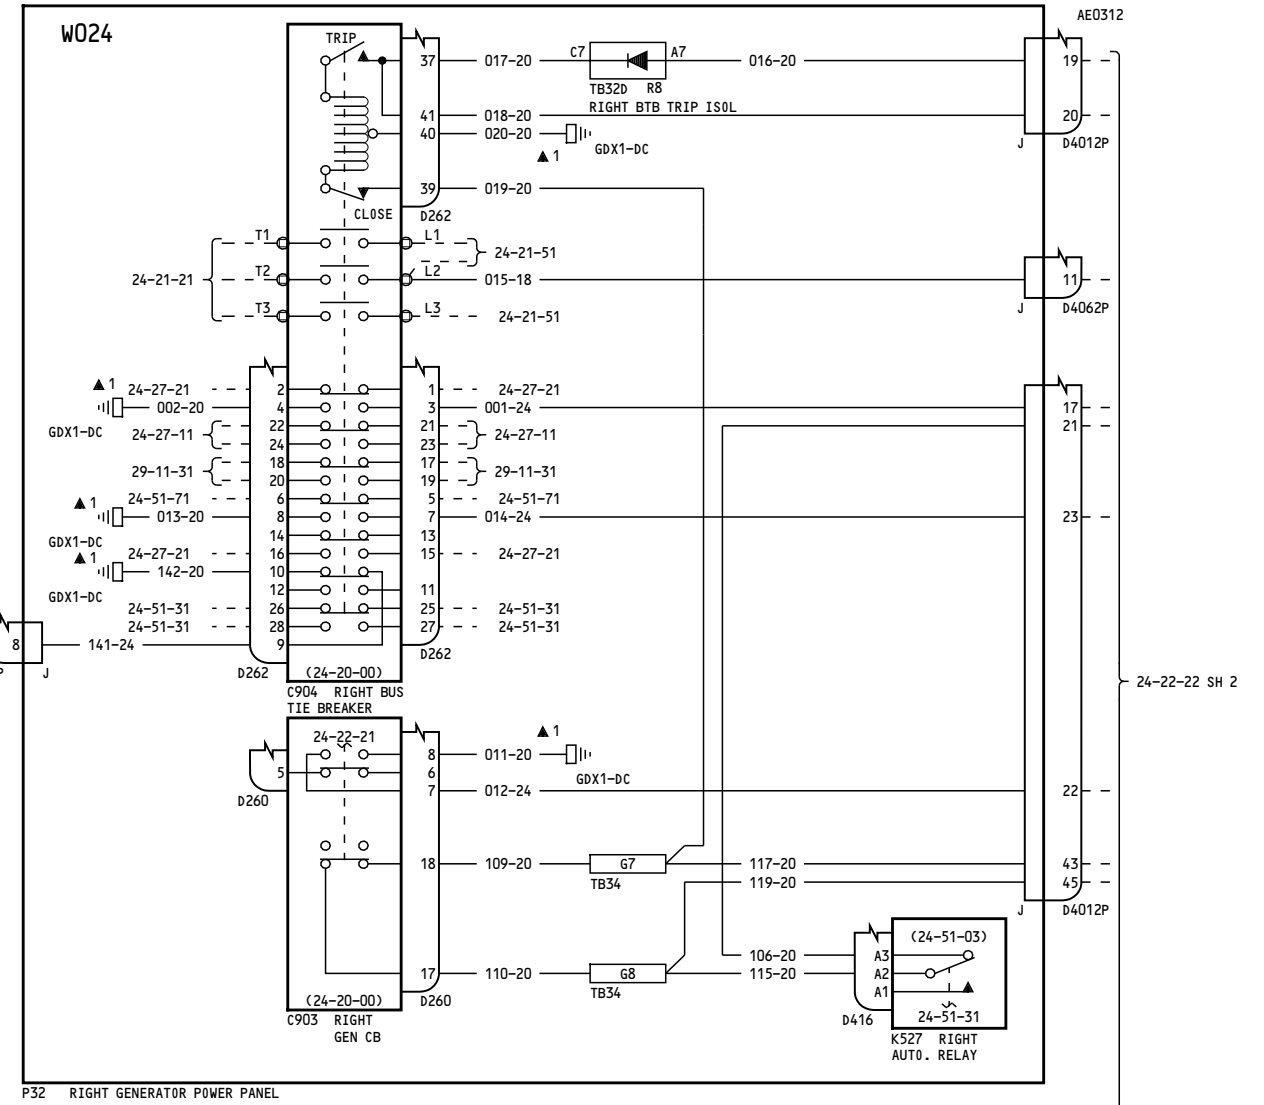 AE0312
W024
TRIP
37 017-20 C7 A7 016-20 19
TB32D R8
RIGHT BTB TRIP ISOL
41 018-20 20
40 020-20
GDX1-DC
▲ 1
J D4012P
39 019-20
CLOSE D262
T1 L1
24-21-21 24-21-51
T2 L2 015-18 11
T3 L3 24-21-51
J D4062P
▲ 1 24-27-21 2 1 24-27-21
002-20 4 3 001-24 17
GDX1-DC
22 21 21
24-27-11 24-27-11
24 23
18 17
29-11-31 29-11-31
20 19
▲ 1 24-51-71 6 5 24-51-71
013-20 8 7 014-24 23
GDX1-DC
14 13
▲ 1 24-27-21 16 15 24-27-21
142-20 10
GDX1-DC
12 11
24-51-31 26 25 24-51-31
24-51-31 28 27 24-51-31
8 141-24 9
P J
D262 (24-20-00) D262
24-22-22 SH 2
C904 RIGHT BUS
TIE BREAKER
24-22-21
▲ 1
8 011-20
GDX1-DC
5 6
7 012-24 22
D260
18 109-20 G7 117-20 43
TB34
119-20 45
J D4012P
(24-51-03)
106-20 A3
17 110-20 G8 115-20 A2
TB34
A1
(24-20-00) D260
24-51-31
D416
C903 RIGHT
GEN CB
K527 RIGHT
AUTO. RELAY
P32 RIGHT GENERATOR POWER PANEL